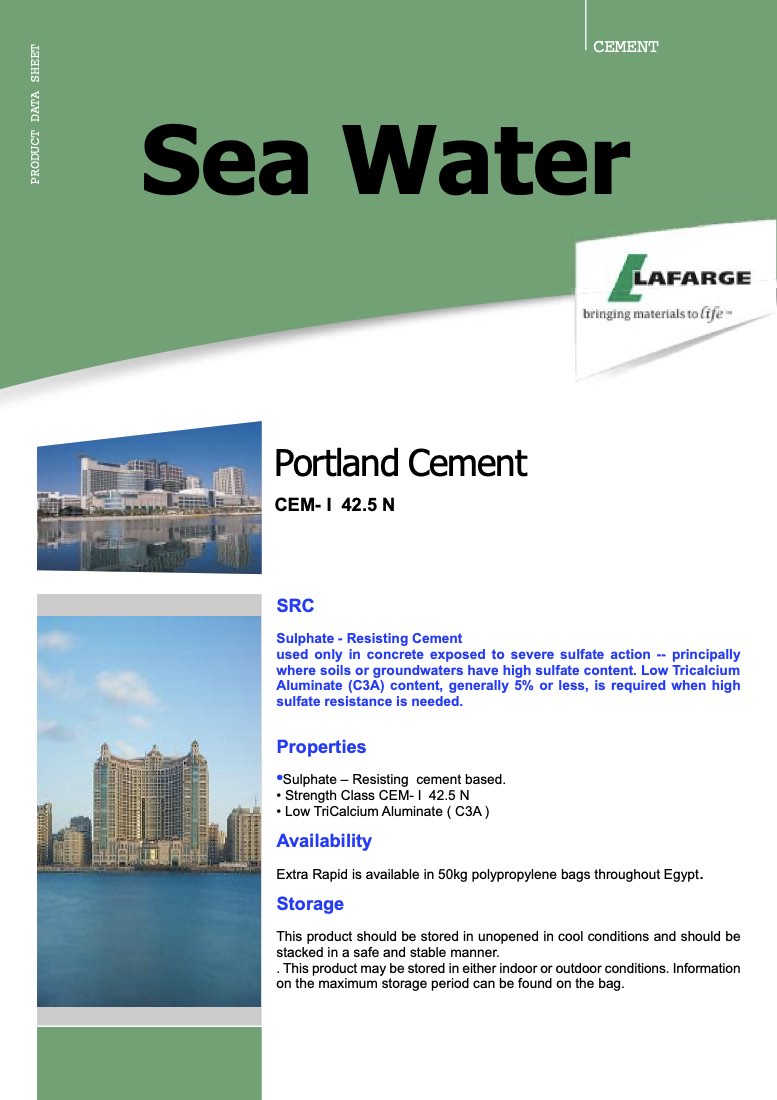 CEMENT
PRODUCT DATA SHEET
Sea Water
LAFARGE
bringing materials to life™
Portland Cement
CEM- I  42.5 N
SRC
Sulphate - Resisting Cement
used only in concrete exposed to severe sulfate action -- principally
where soils or groundwaters have high sulfate content. Low Tricalcium
Aluminate (C3A) content, generally 5% or less, is required when high
sulfate resistance is needed.
Properties
•Sulphate – Resisting  cement based.
• Strength Class CEM- I  42.5 N
• Low TriCalcium Aluminate ( C3A )
Availability
Extra Rapid is available in 50kg polypropylene bags throughout Egypt.
Storage
This product should be stored in unopened in cool conditions and should be
stacked in a safe and stable manner.
. This product may be stored in either indoor or outdoor conditions. Information
on the maximum storage period can be found on the bag.